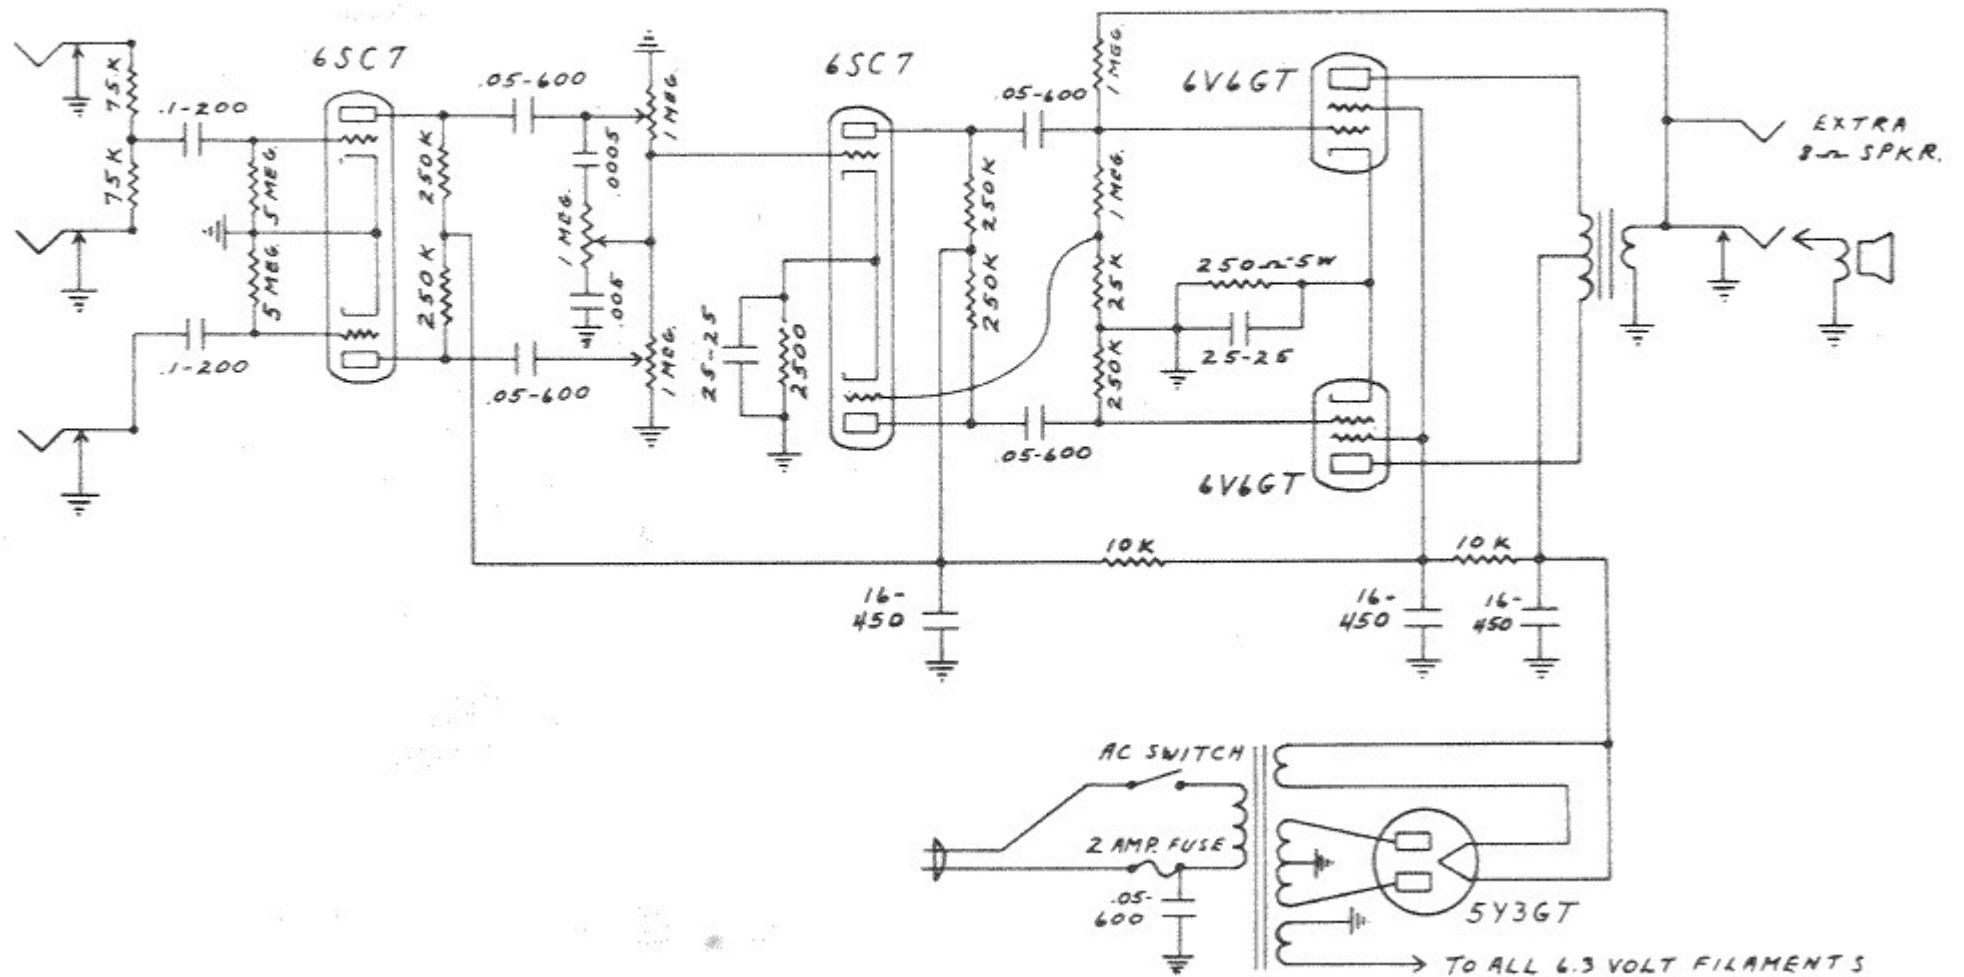 75K
.1-200
75K
5 MEG.
5 MEG.
.1-200
6SC7
250K
250K
.05-600
.0005
1 MEG.
.005
.05-600
1 MEG
1 MEG.
6SC7
25-25
2500
250K
250K
.05-600
.05-600
1 MEG
1 MEG.
25K
250K
6V6GT
250Ω-5W
25-25
6V6GT
EXTRA
8-Ω SPKR.
10K
10K
16-
450
16-
450
16-
450
AC SWITCH
2 AMP. FUSE
.05-
600
5Y3GT
TO ALL 6.3 VOLT FILAMENTS